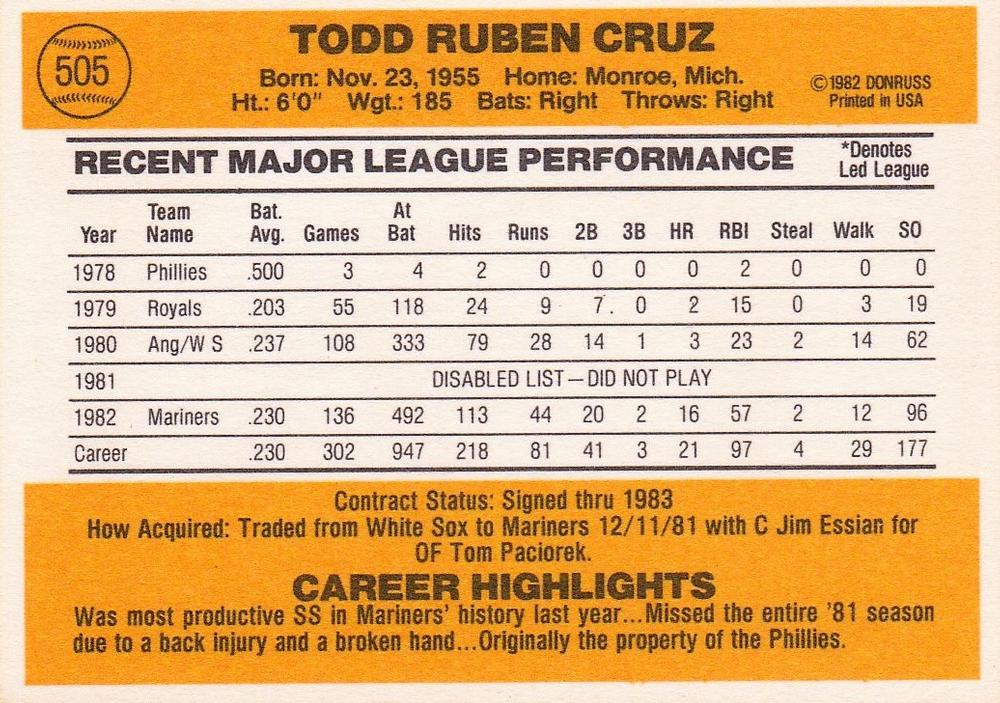 505
TODD RUBEN CRUZ
Born: Nov. 23, 1955 Home: Monroe, Mich.
Ht.: 6'0" Wgt.: 185 Bats: Right Throws: Right
©1982 DONRUSS
Printed in USA
RECENT MAJOR LEAGUE PERFORMANCE
*Denotes
Led League
Year Team Name Bat. Avg. Games At Bat Hits Runs 2B 3B HR RBI Steal Walk SO
1978 Phillies .500 3 4 2 0 0 0 0 2 0 0 0
1979 Royals .203 55 118 24 9 7 0 2 15 0 3 19
1980 Ang/W S .237 108 333 79 28 14 1 3 23 2 14 62
1981 DISABLED LIST—DID NOT PLAY
1982 Mariners .230 136 492 113 44 20 2 16 57 2 12 96
Career .230 302 947 218 81 41 3 21 97 4 29 177
Contract Status: Signed thru 1983
How Acquired: Traded from White Sox to Mariners 12/11/81 with C Jim Essian for
OF Tom Paciorek.
CAREER HIGHLIGHTS
Was most productive SS in Mariners' history last year...Missed the entire '81 season
due to a back injury and a broken hand...Originally the property of the Phillies.